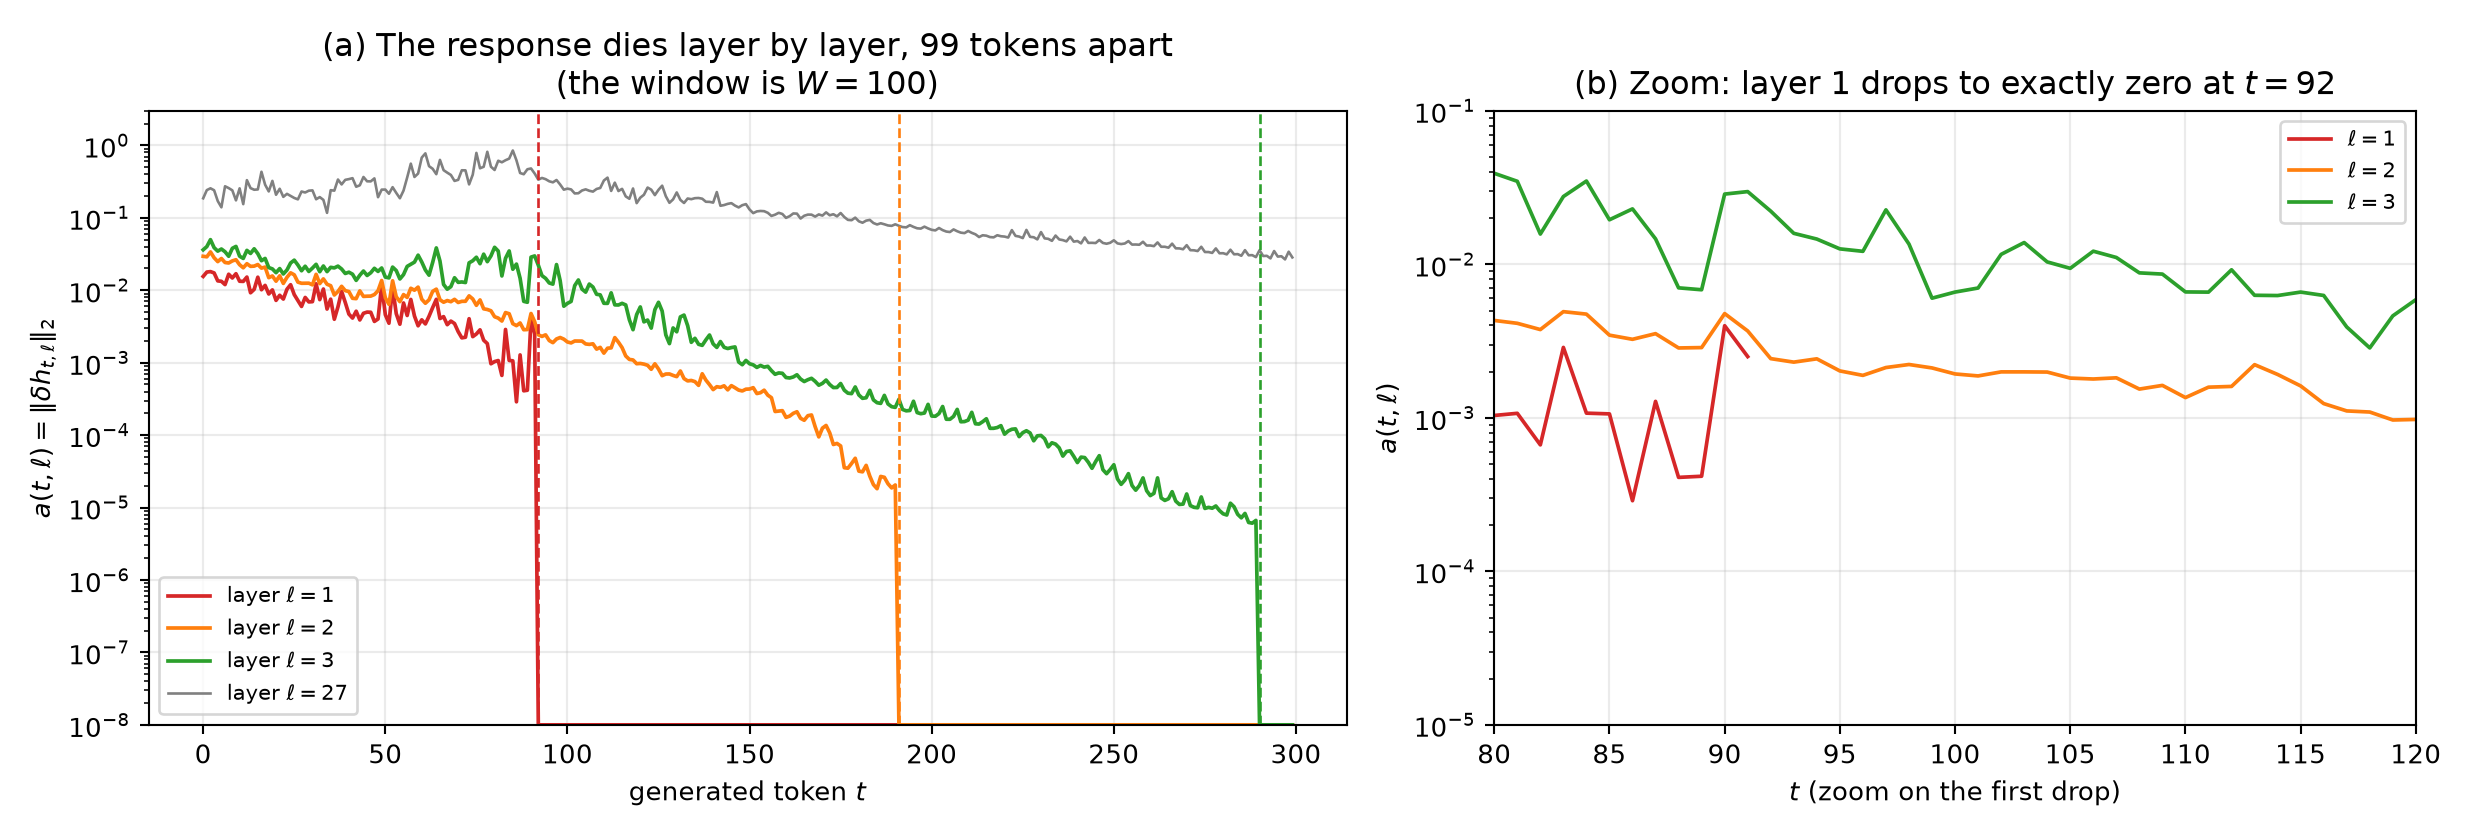 (a) The response dies layer by layer, 99 tokens apart
(the window is W = 100)
a(t, ℓ) = ‖δh_{t,ℓ}‖₂
10⁰
10⁻¹
10⁻²
10⁻³
10⁻⁴
10⁻⁵
10⁻⁶
10⁻⁷
10⁻⁸
layer ℓ = 1
layer ℓ = 2
layer ℓ = 3
layer ℓ = 27
0 50 100 150 200 250 300
generated token t
(b) Zoom: layer 1 drops to exactly zero at t = 92
a(t, ℓ)
10⁻¹
10⁻²
10⁻³
10⁻⁴
10⁻⁵
ℓ = 1
ℓ = 2
ℓ = 3
80 85 90 95 100 105 110 115 120
t (zoom on the first drop)